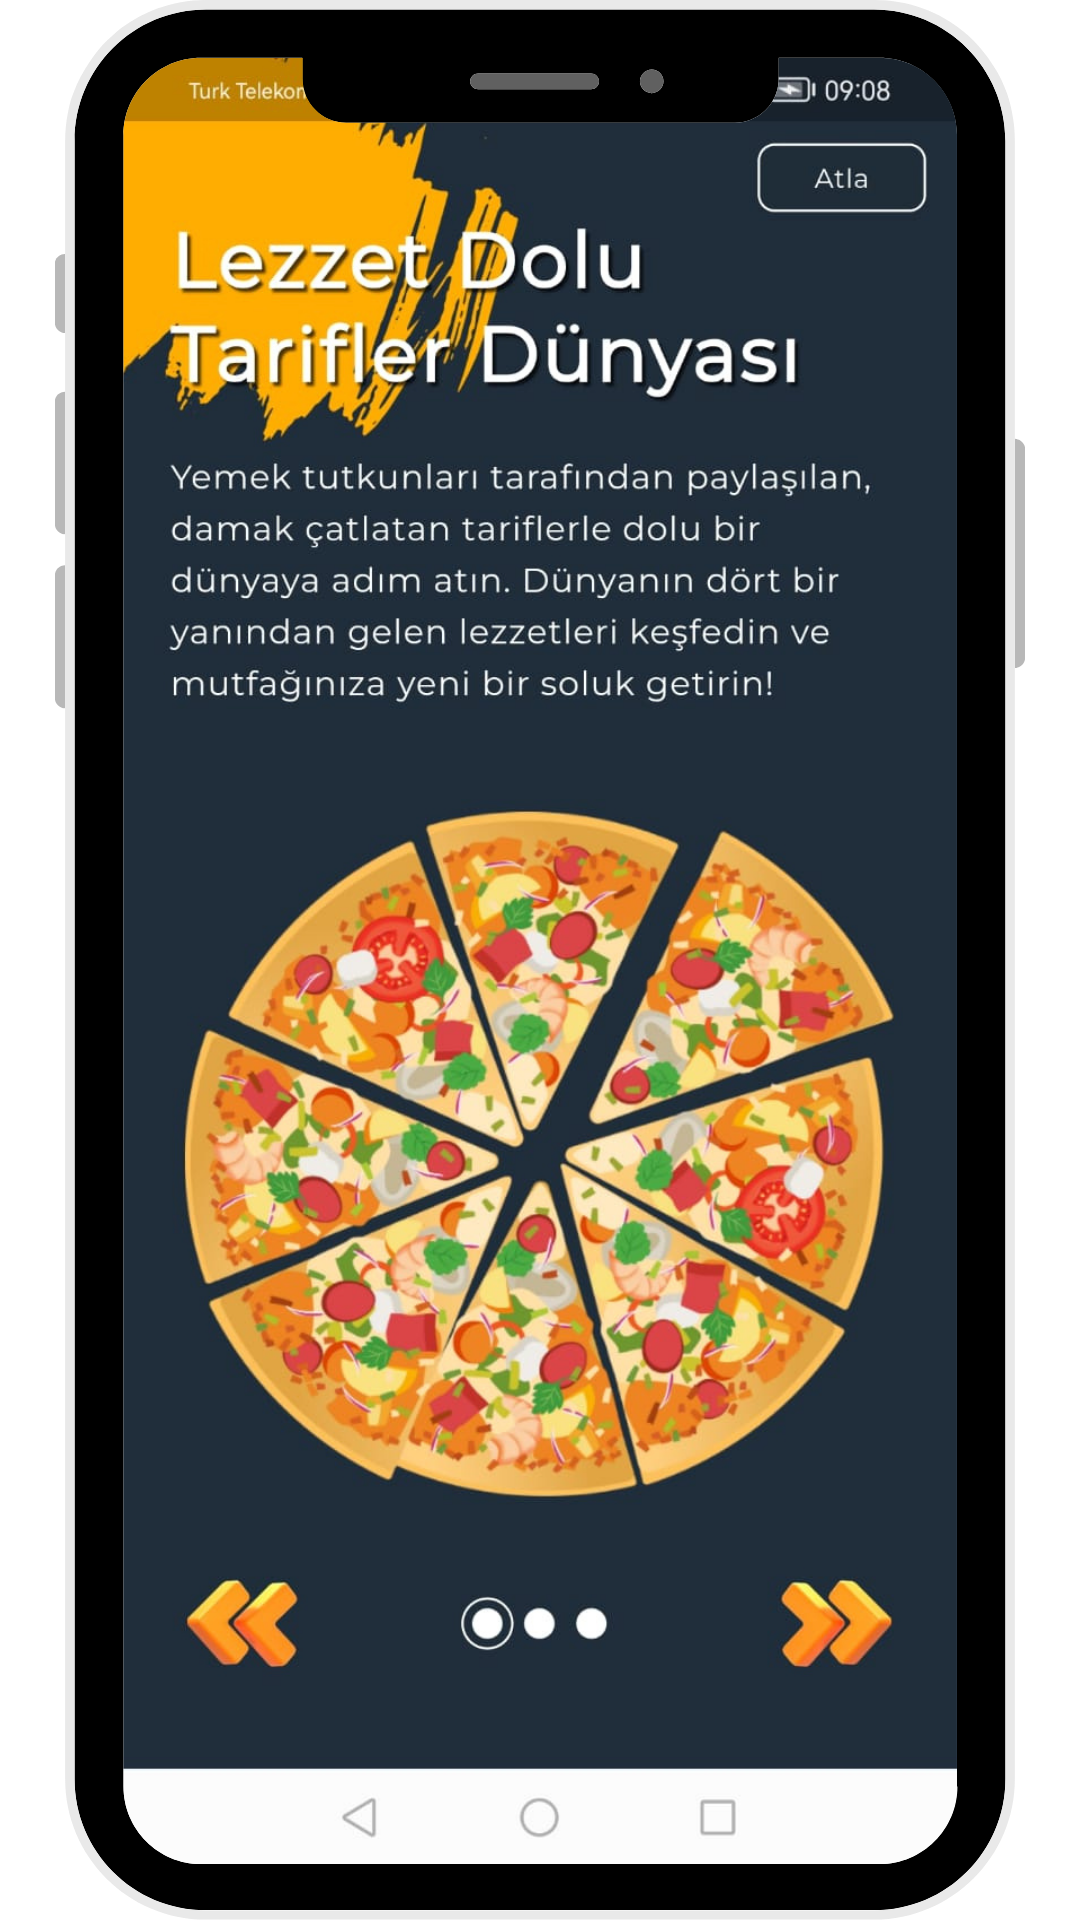 Turk Telekom
09:08
Atla
Lezzet Dolu
Tarifler Dünyası
Yemek tutkunları tarafından paylaşılan,
damak çatlatan tariflerle dolu bir
dünyaya adım atın. Dünyanın dört bir
yanından gelen lezzetleri keşfedin ve
mutfağınıza yeni bir soluk getirin!